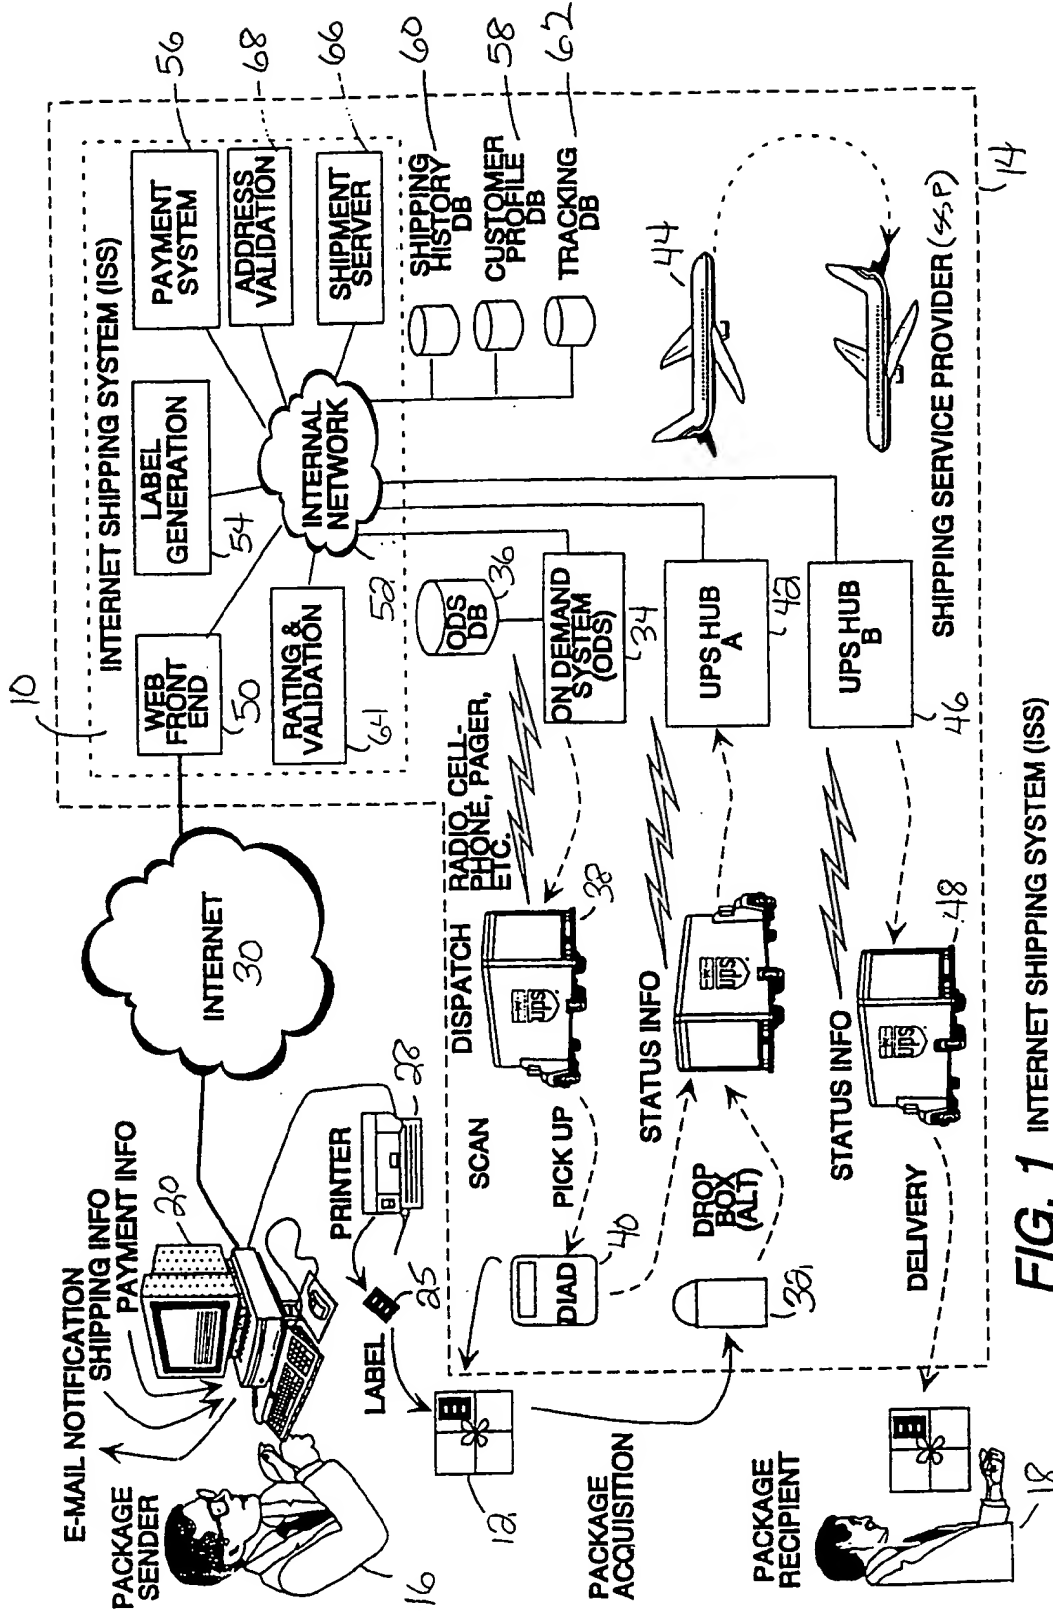 10
INTERNET SHIPPING SYSTEM (ISS)
WEB
FRONT
END
50
LABEL
GENERATION
54
PAYMENT
SYSTEM
56
ADDRESS
VALIDATION
68
SHIPMENT
SERVER
66
RATING &
VALIDATION
64
INTERNAL
NETWORK
52
SHIPPING
HISTORY
DB
60
CUSTOMER
PROFILE
DB
58
TRACKING
DB
62
ODS
DB
36
ON DEMAND
SYSTEM
(ODS)
34
UPS HUB
A
42
UPS HUB
B
46
44
SHIPPING SERVICE PROVIDER (S,P)
14
INTERNET
30
E-MAIL NOTIFICATION
SHIPPING INFO
PAYMENT INFO
20
PACKAGE
SENDER
16
PRINTER
28
LABEL
25
12
SCAN
DISPATCH
RADIO, CELL-
PHONE, PAGER,
ETC.
38
ups
PICK UP
DIAD
40
STATUS INFO
ups
DROP
BOX
(ALT)
32
PACKAGE
ACQUISITION
STATUS INFO
ups
48
DELIVERY
PACKAGE
RECIPIENT
18
FIG. 1 INTERNET SHIPPING SYSTEM (ISS)